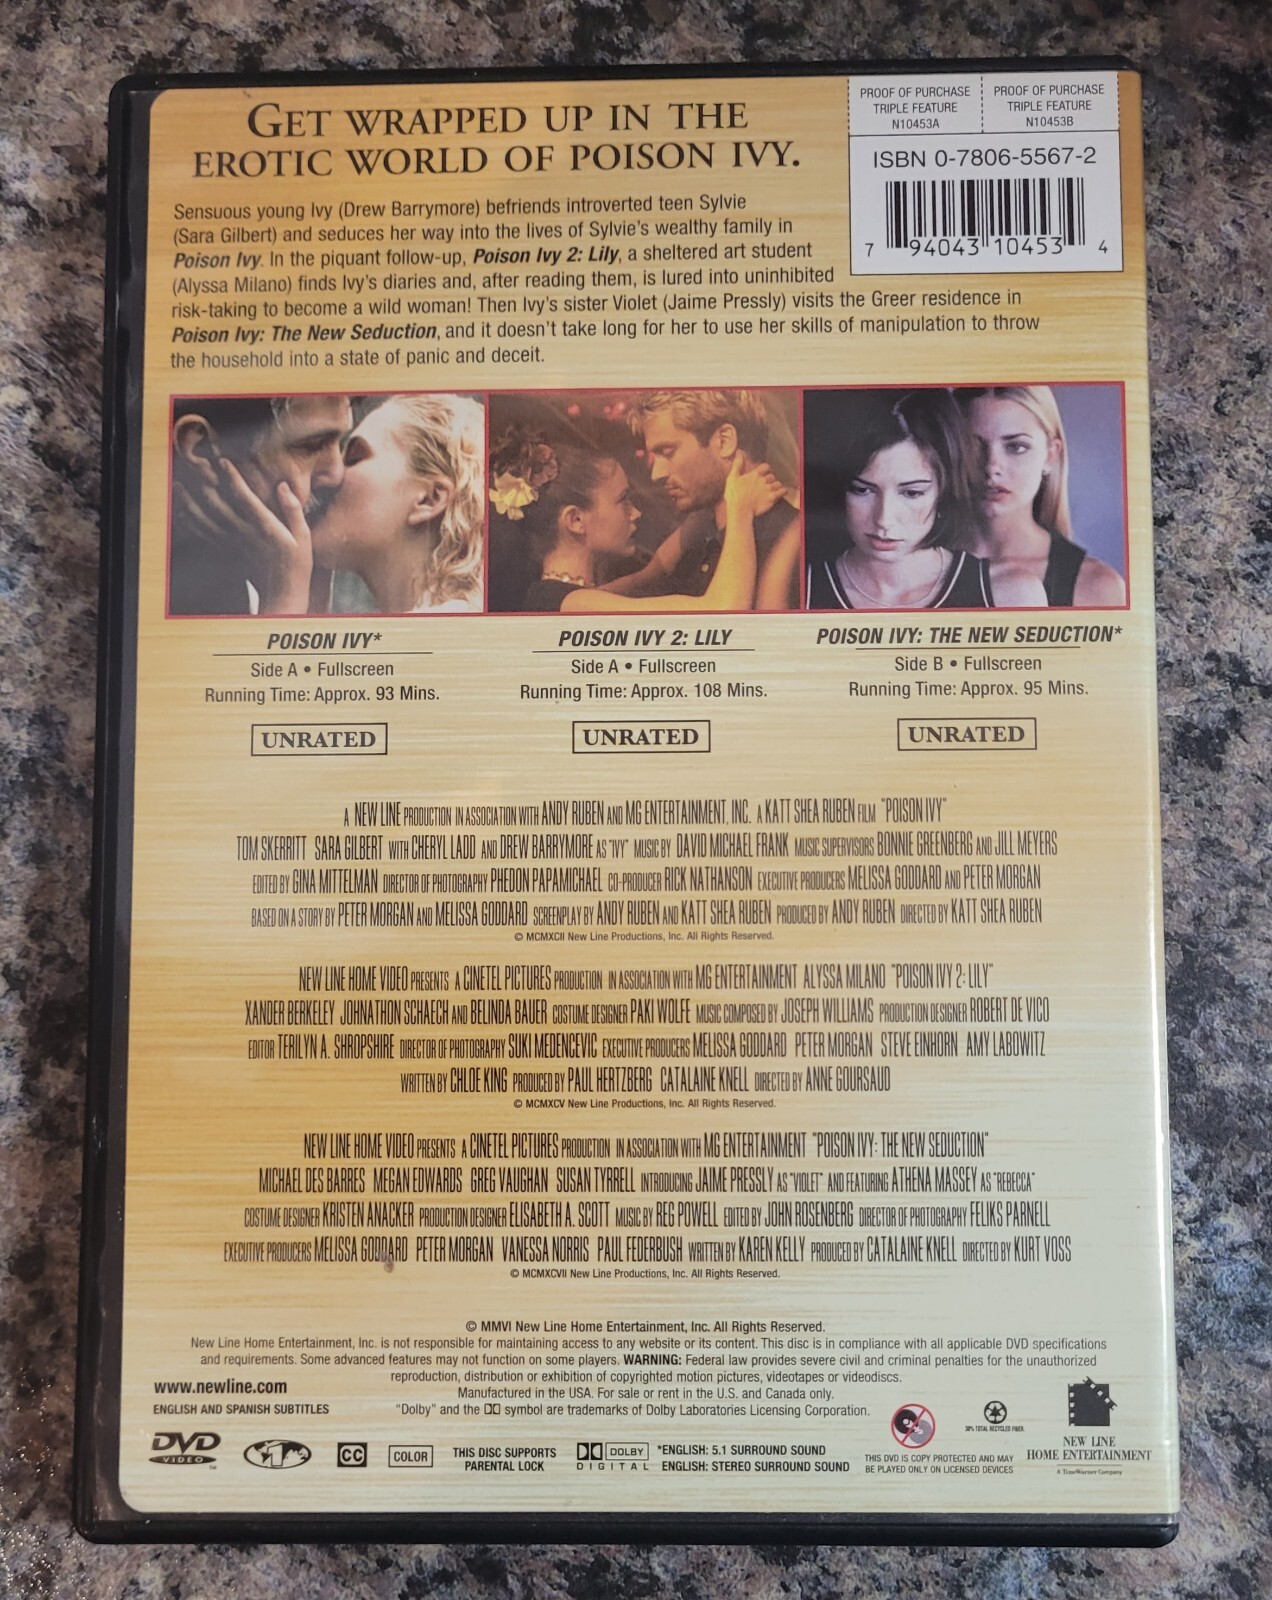 GET WRAPPED UP IN THE
EROTIC WORLD OF POISON IVY.
PROOF OF PURCHASE
TRIPLE FEATURE
N10453A
PROOF OF PURCHASE
TRIPLE FEATURE
N10453B
ISBN 0-7806-5567-2
7 94043 10453 4
Sensuous young Ivy (Drew Barrymore) befriends introverted teen Sylvie
(Sara Gilbert) and seduces her way into the lives of Sylvie's wealthy family in
Poison Ivy. In the piquant follow-up, Poison Ivy 2: Lily, a sheltered art student
(Alyssa Milano) finds Ivy's diaries and, after reading them, is lured into uninhibited
risk-taking to become a wild woman! Then Ivy's sister Violet (Jaime Pressly) visits the Greer residence in
Poison Ivy: The New Seduction, and it doesn't take long for her to use her skills of manipulation to throw
the household into a state of panic and deceit.
POISON IVY*
Side A • Fullscreen
Running Time: Approx. 93 Mins.
UNRATED
POISON IVY 2: LILY
Side A • Fullscreen
Running Time: Approx. 108 Mins.
UNRATED
POISON IVY: THE NEW SEDUCTION*
Side B • Fullscreen
Running Time: Approx. 95 Mins.
UNRATED
A NEW LINE PRODUCTION IN ASSOCIATION WITH ANDY RUBEN AND MG ENTERTAINMENT, INC. A KATT SHEA RUBEN FILM "POISON IVY"
TOM SKERRITT SARA GILBERT WITH CHERYL LADD AND DREW BARRYMORE AS "IVY" MUSIC BY DAVID MICHAEL FRANK MUSIC SUPERVISORS BONNIE GREENBERG AND JILL MEYERS
EDITED BY GINA MITTELMAN DIRECTOR OF PHOTOGRAPHY PHEDON PAPAMICHAEL CO-PRODUCER RICK NATHANSON EXECUTIVE PRODUCERS MELISSA GODDARD AND PETER MORGAN
BASED ON A STORY BY PETER MORGAN AND MELISSA GODDARD SCREENPLAY BY ANDY RUBEN AND KATT SHEA RUBEN PRODUCED BY ANDY RUBEN DIRECTED BY KATT SHEA RUBEN
© MCMXCII New Line Productions, Inc. All Rights Reserved.
NEW LINE HOME VIDEO PRESENTS A CINETEL PICTURES PRODUCTION IN ASSOCIATION WITH MG ENTERTAINMENT ALYSSA MILANO "POISON IVY 2: LILY"
XANDER BERKELEY JOHNATHON SCHAECH AND BELINDA BAUER COSTUME DESIGNER PAKI WOLFE MUSIC COMPOSED BY JOSEPH WILLIAMS PRODUCTION DESIGNER ROBERT DE VICO
EDITOR TERILYN A. SHROPSHIRE DIRECTOR OF PHOTOGRAPHY SUKI MEDENCEVIC EXECUTIVE PRODUCERS MELISSA GODDARD PETER MORGAN STEVE EINHORN AMY LABOWITZ
WRITTEN BY CHLOE KING PRODUCED BY PAUL HERTZBERG CATALAINE KNELL DIRECTED BY ANNE GOURSAUD
© MCMXCV New Line Productions, Inc. All Rights Reserved.
NEW LINE HOME VIDEO PRESENTS A CINETEL PICTURES PRODUCTION IN ASSOCIATION WITH MG ENTERTAINMENT "POISON IVY: THE NEW SEDUCTION"
MICHAEL DES BARRES MEGAN EDWARDS GREG VAUGHAN SUSAN TYRRELL INTRODUCING JAIME PRESSLY AS "VIOLET" AND FEATURING ATHENA MASSEY AS "REBECCA"
COSTUME DESIGNER KRISTEN ANACKER PRODUCTION DESIGNER ELISABETH A. SCOTT MUSIC BY REG POWELL EDITED BY JOHN ROSENBERG DIRECTOR OF PHOTOGRAPHY FELIKS PARNELL
EXECUTIVE PRODUCERS MELISSA GODDARD PETER MORGAN VANESSA NORRIS PAUL FEDERBUSH WRITTEN BY KAREN KELLY PRODUCED BY CATALAINE KNELL DIRECTED BY KURT VOSS
© MCMXCVII New Line Productions, Inc. All Rights Reserved.
© MMVI New Line Home Entertainment, Inc. All Rights Reserved.
New Line Home Entertainment, Inc. is not responsible for maintaining access to any website or its content. This disc is in compliance with all applicable DVD specifications
and requirements. Some advanced features may not function on some players. WARNING: Federal law provides severe civil and criminal penalties for the unauthorized
reproduction, distribution or exhibition of copyrighted motion pictures, videotapes or videodiscs.
Manufactured in the USA. For sale or rent in the U.S. and Canada only.
"Dolby" and the DD symbol are trademarks of Dolby Laboratories Licensing Corporation.
www.newline.com
ENGLISH AND SPANISH SUBTITLES
DVD
VIDEO
TM
1
CC
COLOR
THIS DISC SUPPORTS
PARENTAL LOCK
DOLBY
DIGITAL
*ENGLISH: 5.1 SURROUND SOUND
ENGLISH: STEREO SURROUND SOUND
THIS DVD IS COPY PROTECTED AND MAY
BE PLAYED ONLY ON LICENSED DEVICES
30% TOTAL RECYCLED FIBER.
NEW LINE
HOME ENTERTAINMENT
A TimeWarner Company